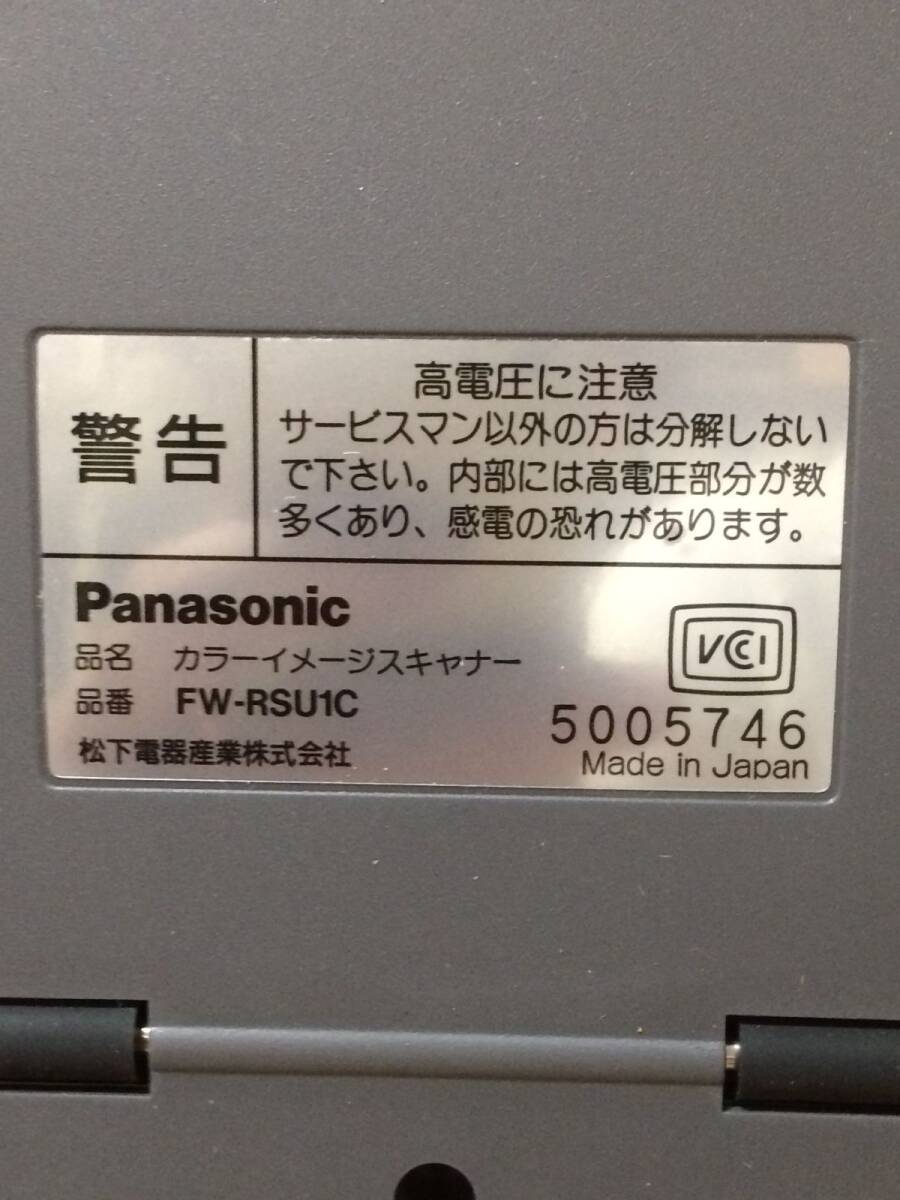 警告
高電圧に注意
サービスマン以外の方は分解しない
で下さい。内部には高電圧部分が数
多くあり、感電の恐れがあります。
Panasonic
品名 カラーイメージスキャナー
品番 FW-RSU1C
松下電器産業株式会社
VCCI
5005746
Made in Japan